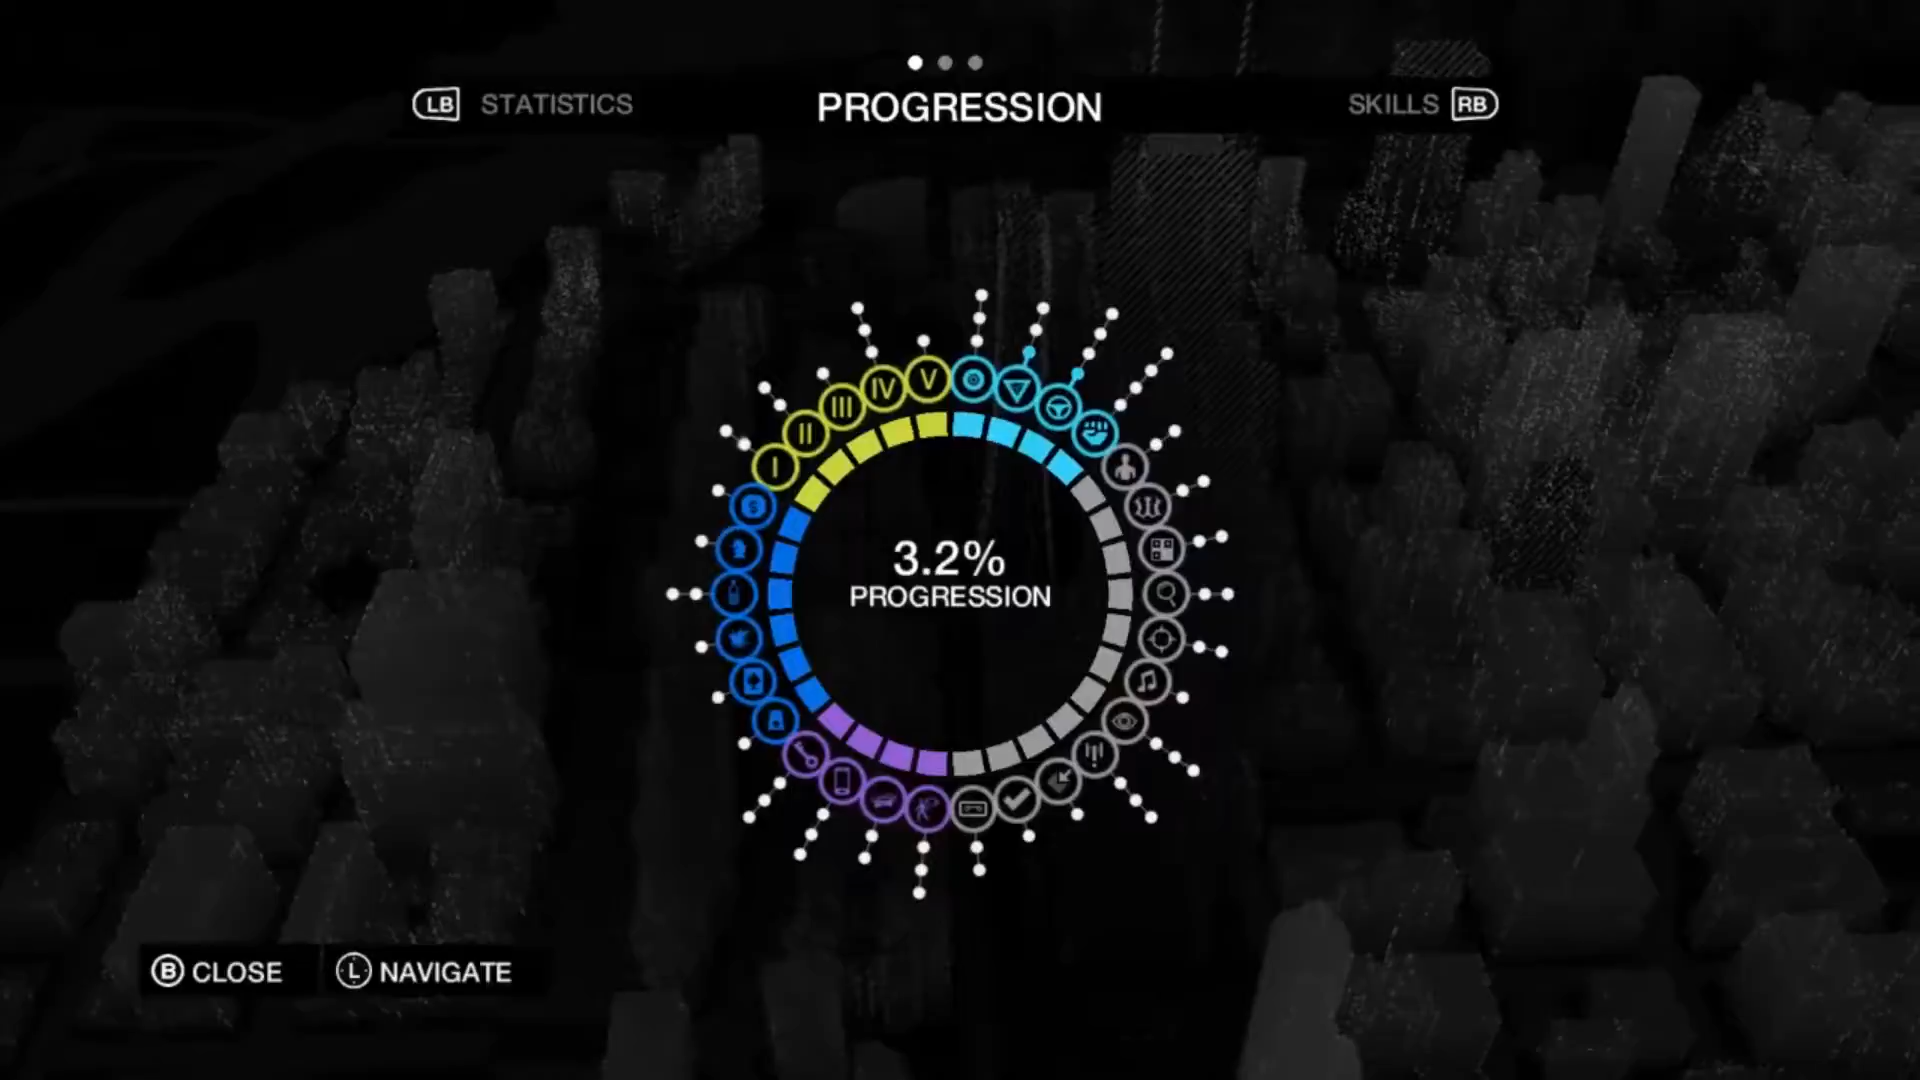 LB STATISTICS
PROGRESSION
SKILLS RB
I
II
III
IV
V
S
3.2%
PROGRESSION
B CLOSE
L NAVIGATE